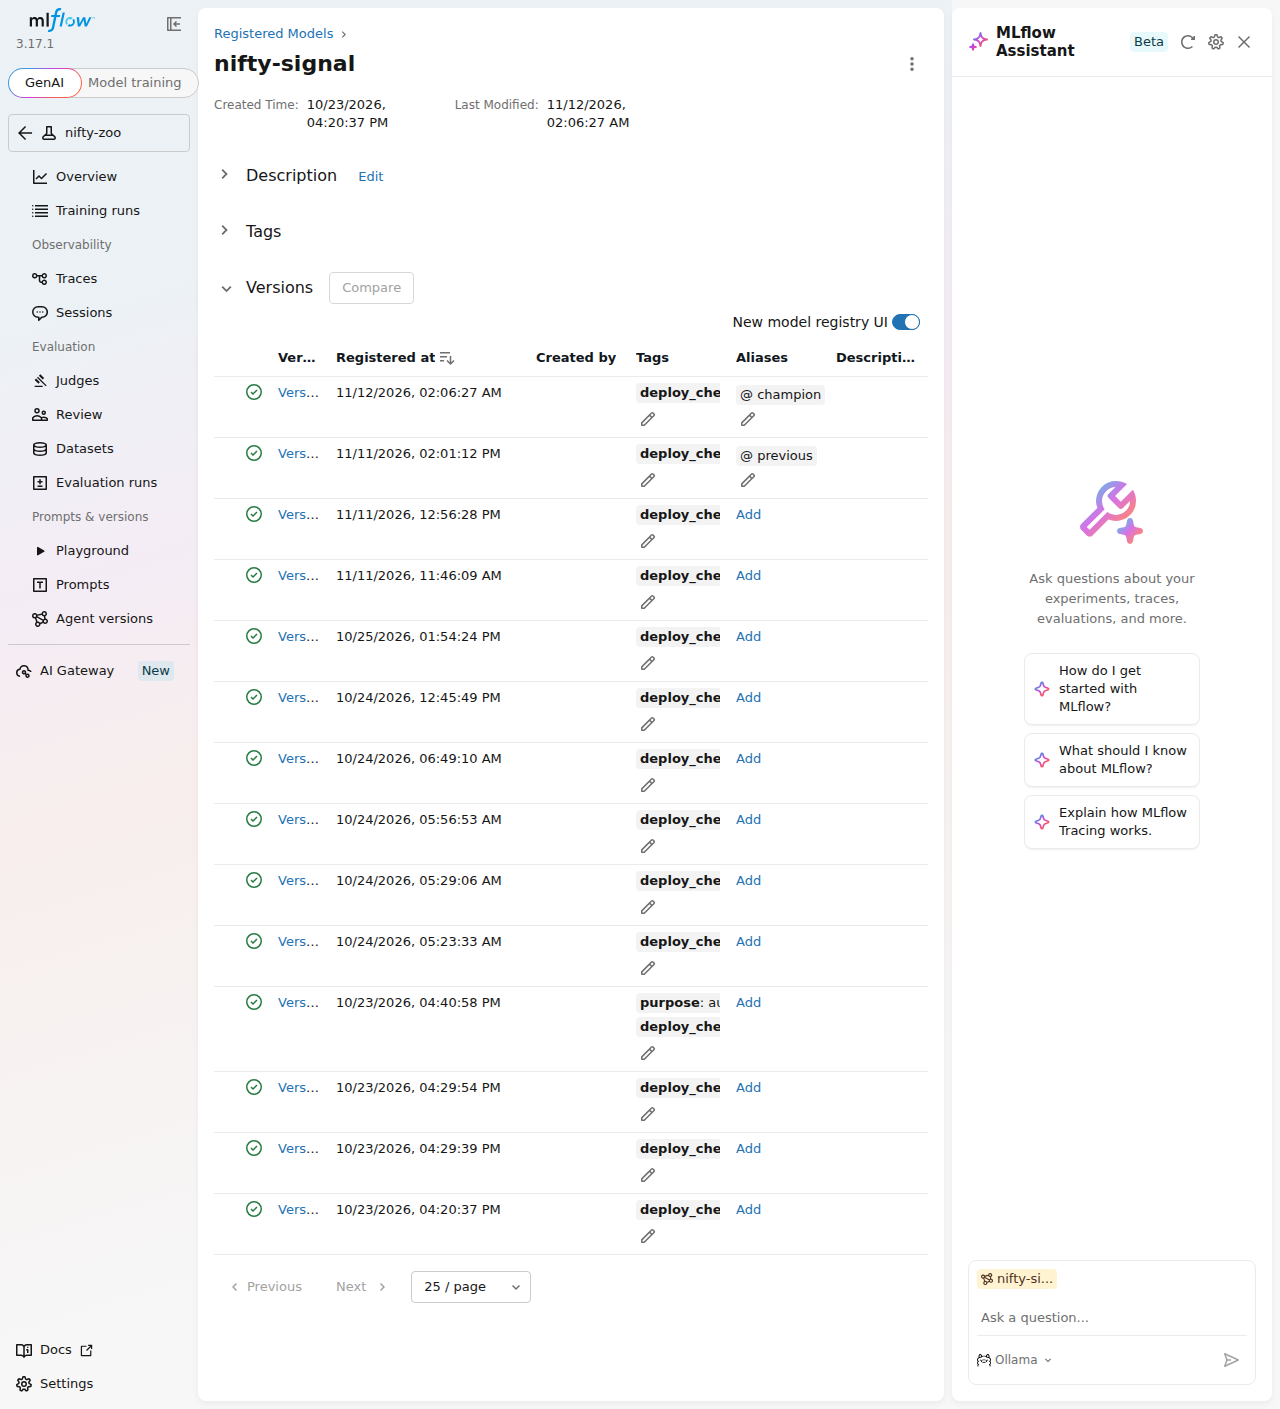 mlflow
3.17.1
GenAI
Model training
nifty-zoo
Overview
Training runs
Observability
Traces
Sessions
Evaluation
Judges
Review
Datasets
Evaluation runs
Prompts & versions
Playground
Prompts
Agent versions
AI Gateway
New
Docs
Settings
Registered Models
nifty-signal
Created Time: 10/23/2026, 04:20:37 PM
Last Modified: 11/12/2026, 02:06:27 AM
Description Edit
Tags
Versions Compare
New model registry UI
Ver... Registered at Created by Tags Aliases Descripti...
Vers... 11/12/2026, 02:06:27 AM deploy_che @ champion
Vers... 11/11/2026, 02:01:12 PM deploy_che @ previous
Vers... 11/11/2026, 12:56:28 PM deploy_che Add
Vers... 11/11/2026, 11:46:09 AM deploy_che Add
Vers... 10/25/2026, 01:54:24 PM deploy_che Add
Vers... 10/24/2026, 12:45:49 PM deploy_che Add
Vers... 10/24/2026, 06:49:10 AM deploy_che Add
Vers... 10/24/2026, 05:56:53 AM deploy_che Add
Vers... 10/24/2026, 05:29:06 AM deploy_che Add
Vers... 10/24/2026, 05:23:33 AM deploy_che Add
Vers... 10/23/2026, 04:40:58 PM purpose: au Add
deploy_che
Vers... 10/23/2026, 04:29:54 PM deploy_che Add
Vers... 10/23/2026, 04:29:39 PM deploy_che Add
Vers... 10/23/2026, 04:20:37 PM deploy_che Add
Previous Next 25 / page
MLflow
Assistant
Beta
Ask questions about your
experiments, traces,
evaluations, and more.
How do I get
started with
MLflow?
What should I know
about MLflow?
Explain how MLflow
Tracing works.
nifty-si...
Ask a question...
Ollama